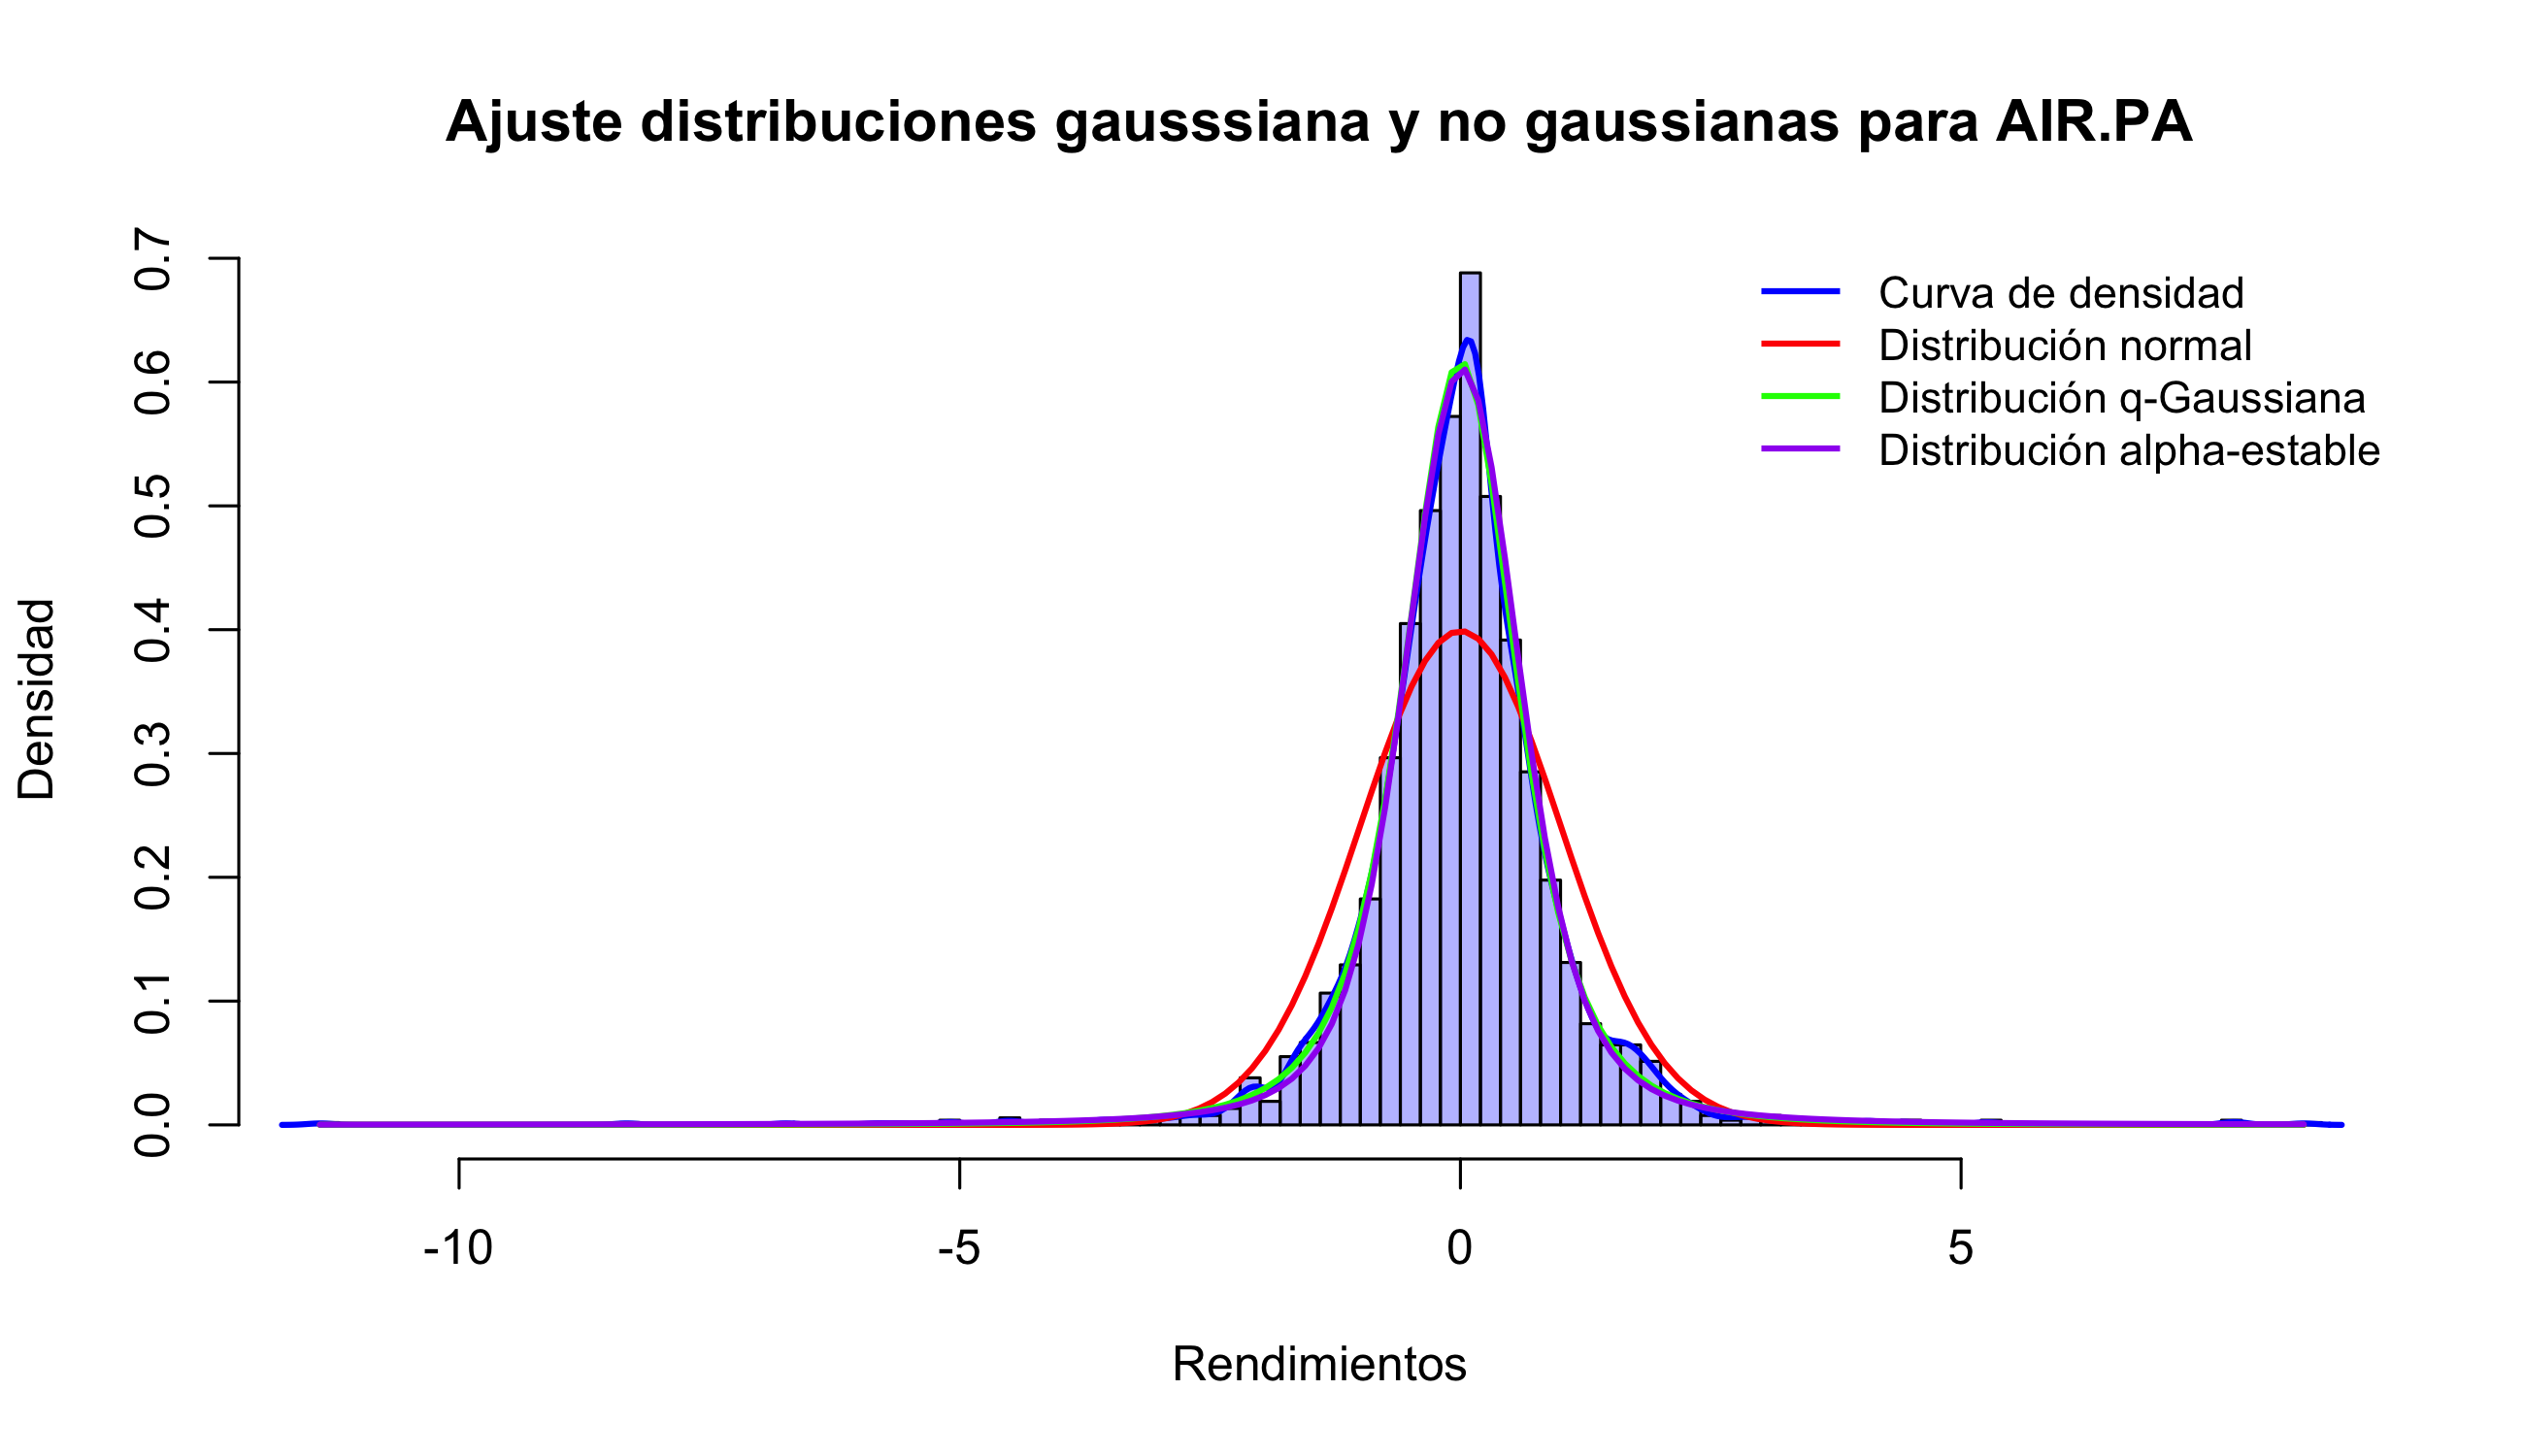 Ajuste distribuciones gausssiana y no gaussianas para AIR.PA
Curva de densidad
Distribución normal
Distribución q-Gaussiana
Distribución alpha-estable
Densidad
0.7
0.6
0.5
0.4
0.3
0.2
0.1
0.0
-10
-5
0
5
Rendimientos